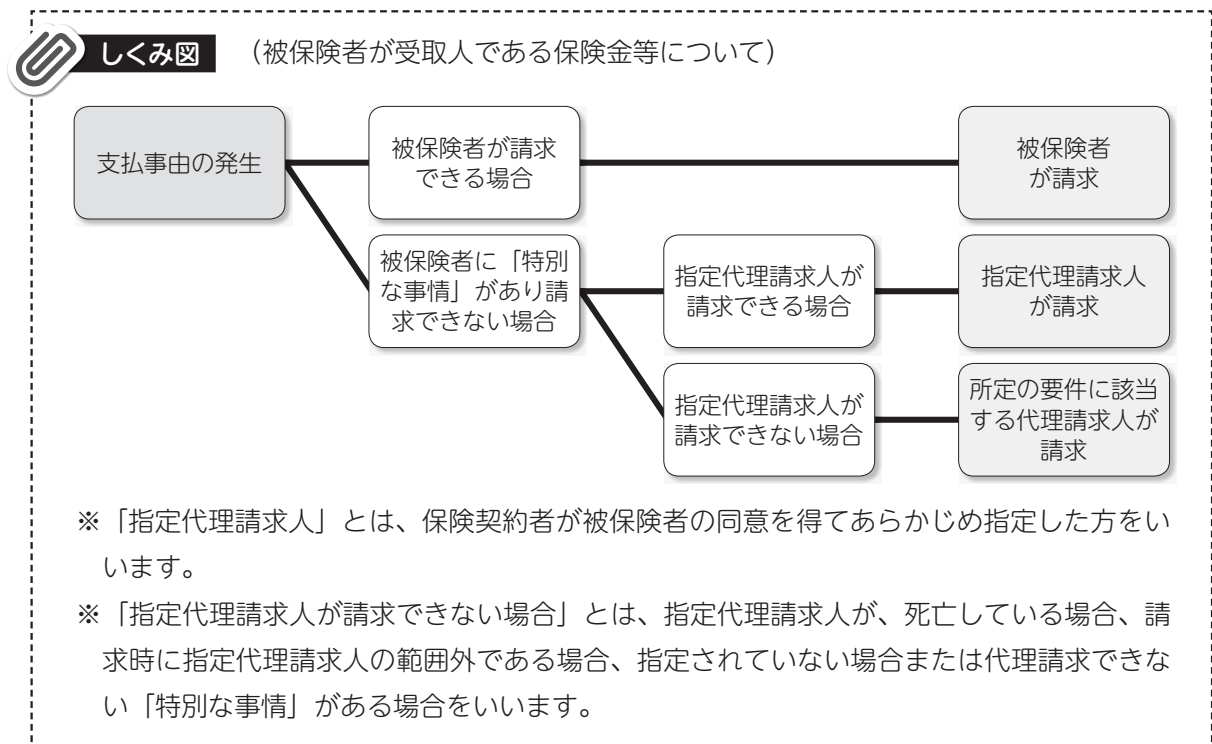 しくみ図 (被保険者が受取人である保険金等について)
支払事由の発生
被保険者が請求
できる場合
被保険者
が請求
被保険者に「特別
な事情」があり請
求できない場合
指定代理請求人が
請求できる場合
指定代理請求人
が請求
指定代理請求人が
請求できない場合
所定の要件に該当
する代理請求人が
請求
※「指定代理請求人」とは、保険契約者が被保険者の同意を得てあらかじめ指定した方をい
います。
※「指定代理請求人が請求できない場合」とは、指定代理請求人が、死亡している場合、請
求時に指定代理請求人の範囲外である場合、指定されていない場合または代理請求できな
い「特別な事情」がある場合をいいます。